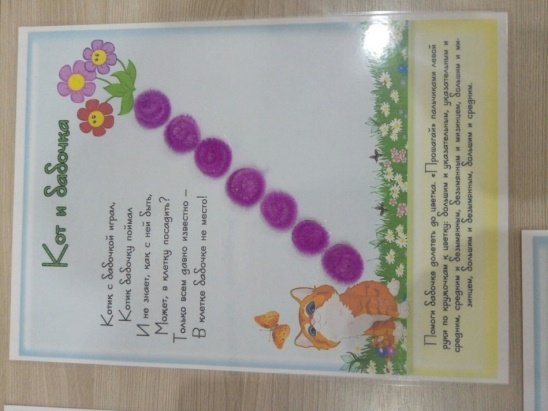 Кот и бабочка
Котик с бабочкой играл,
Котик бабочку поймал
И не знает, как с ней быть,
Может, в клетку посадить?
Только всем давно известно –
В клетке бабочке не место!
Помоги бабочке долететь до цветка. «Прошагай» пальчиками левой
руки по кружочкам к цветку: большим и указательным, указательным и
средним, средним и безымянным, безымянным и мизинцем, большим и ми-
зинцем, большим и безымянным, большим и средним.